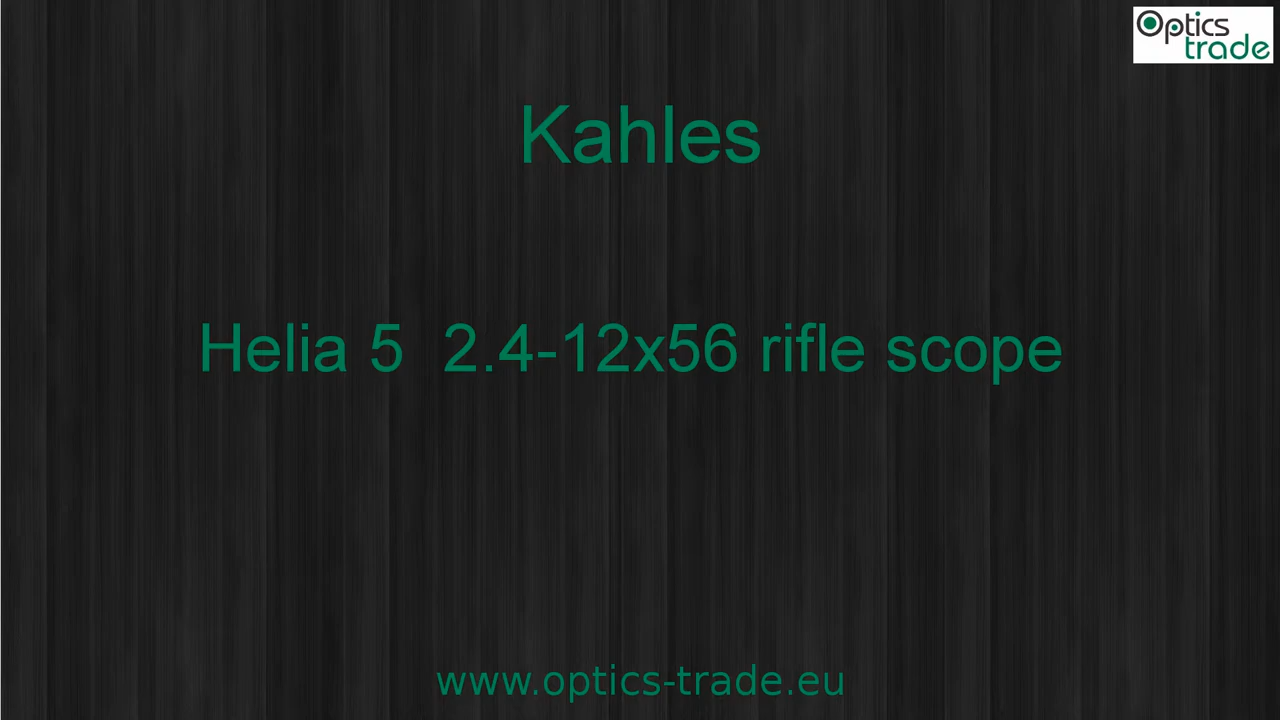 Optics
trade
Kahles
Helia 5  2.4-12x56 rifle scope
www.optics-trade.eu